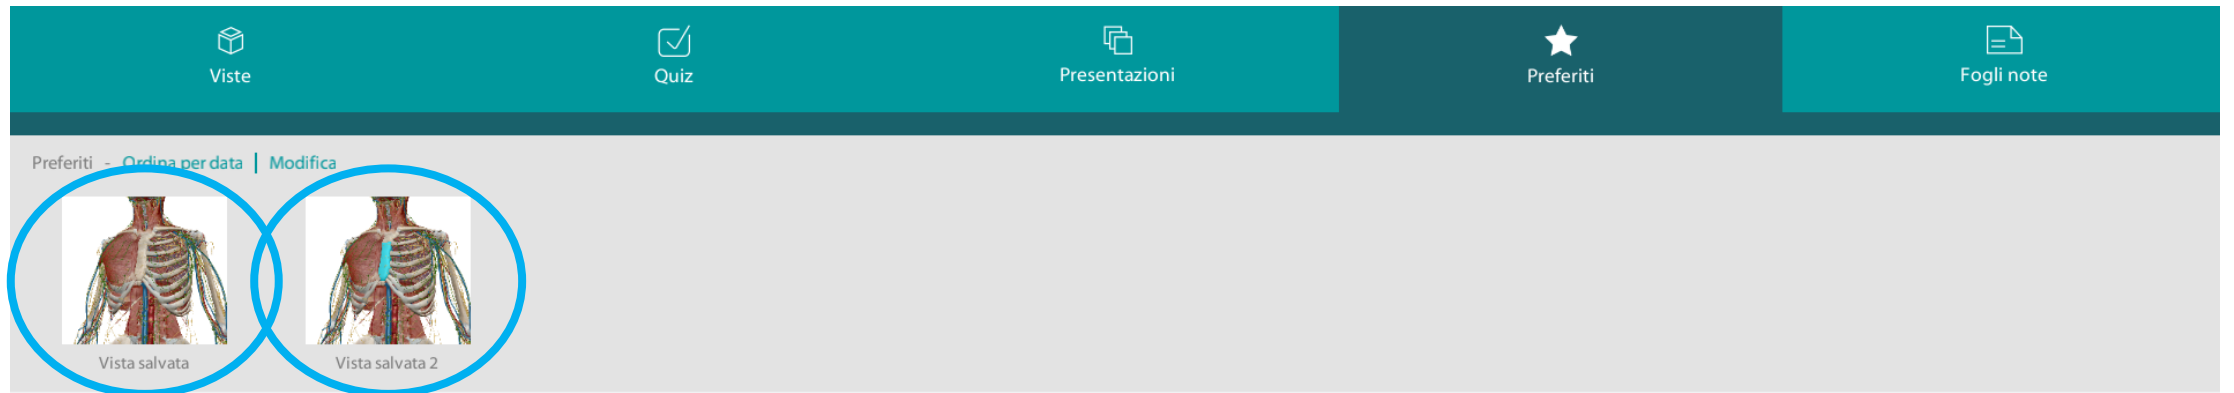 Viste
Quiz
Presentazioni
Preferiti
Fogli note
Preferiti - Ordina per data | Modifica
Vista salvata
Vista salvata 2